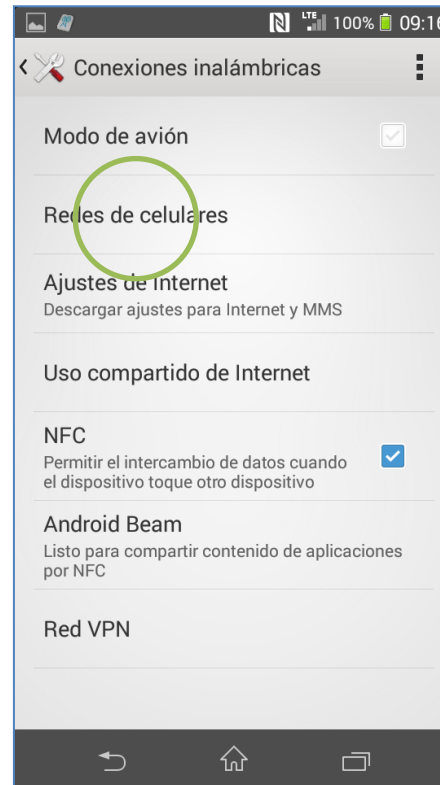 LTE 100% 09:16
Conexiones inalámbricas
Modo de avión
Redes de celulares
Ajustes de Internet
Descargar ajustes para Internet y MMS
Uso compartido de Internet
NFC
Permitir el intercambio de datos cuando
el dispositivo toque otro dispositivo
Android Beam
Listo para compartir contenido de aplicaciones
por NFC
Red VPN